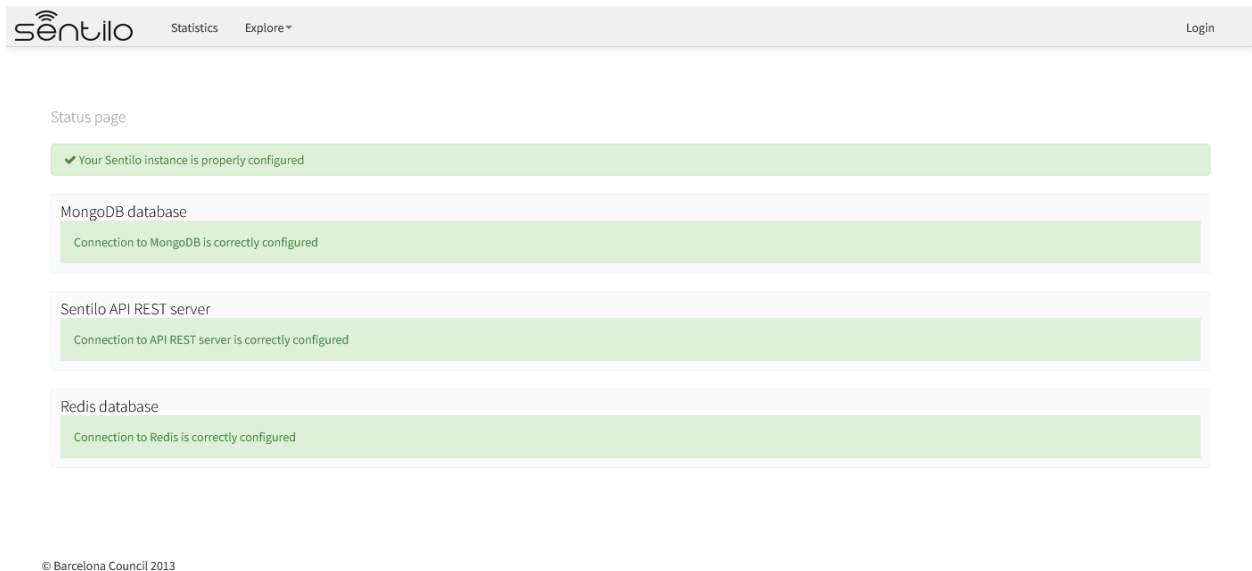 sentilo
Statistics
Explore
Login
Status page
Your Sentilo instance is properly configured
MongoDB database
Connection to MongoDB is correctly configured
Sentilo API REST server
Connection to API REST server is correctly configured
Redis database
Connection to Redis is correctly configured
© Barcelona Council 2013